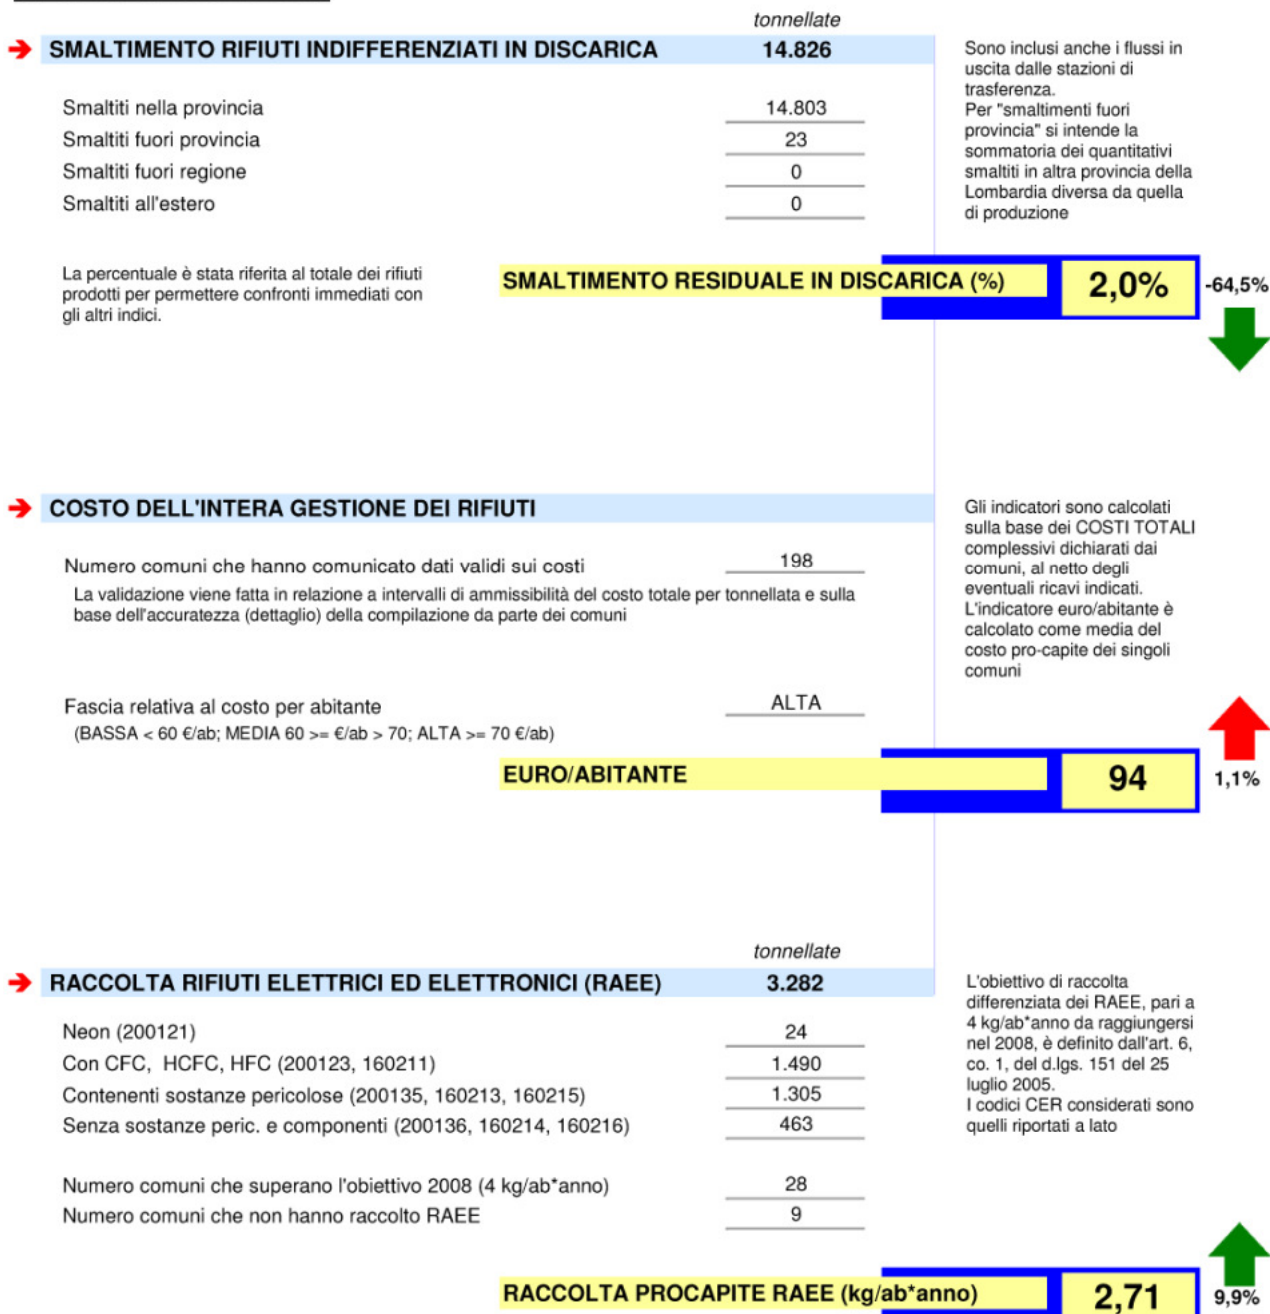 tonnellate
SMALTIMENTO RIFIUTI INDIFFERENZIATI IN DISCARICA 14.826
Smaltiti nella provincia 14.803
Smaltiti fuori provincia 23
Smaltiti fuori regione 0
Smaltiti all'estero 0
Sono inclusi anche i flussi in
uscita dalle stazioni di
trasferenza.
Per "smaltimenti fuori
provincia" si intende la
sommatoria dei quantitativi
smaltiti in altra provincia della
Lombardia diversa da quella
di produzione
La percentuale è stata riferita al totale dei rifiuti
prodotti per permettere confronti immediati con
gli altri indici.
SMALTIMENTO RESIDUALE IN DISCARICA (%) 2,0% -64,5%
COSTO DELL'INTERA GESTIONE DEI RIFIUTI
Numero comuni che hanno comunicato dati validi sui costi 198
La validazione viene fatta in relazione a intervalli di ammissibilità del costo totale per tonnellata e sulla
base dell'accuratezza (dettaglio) della compilazione da parte dei comuni
Gli indicatori sono calcolati
sulla base dei COSTI TOTALI
complessivi dichiarati dai
comuni, al netto degli
eventuali ricavi indicati.
L'indicatore euro/abitante è
calcolato come media del
costo pro-capite dei singoli
comuni
Fascia relativa al costo per abitante ALTA
(BASSA < 60 €/ab; MEDIA 60 >= €/ab > 70; ALTA >= 70 €/ab)
EURO/ABITANTE 94 1,1%
tonnellate
RACCOLTA RIFIUTI ELETTRICI ED ELETTRONICI (RAEE) 3.282
Neon (200121) 24
Con CFC, HCFC, HFC (200123, 160211) 1.490
Contenenti sostanze pericolose (200135, 160213, 160215) 1.305
Senza sostanze peric. e componenti (200136, 160214, 160216) 463
Numero comuni che superano l'obiettivo 2008 (4 kg/ab*anno) 28
Numero comuni che non hanno raccolto RAEE 9
L'obiettivo di raccolta
differenziata dei RAEE, pari a
4 kg/ab*anno da raggiungersi
nel 2008, è definito dall'art. 6,
co. 1, del d.lgs. 151 del 25
luglio 2005.
I codici CER considerati sono
quelli riportati a lato
RACCOLTA PROCAPITE RAEE (kg/ab*anno) 2,71 9,9%